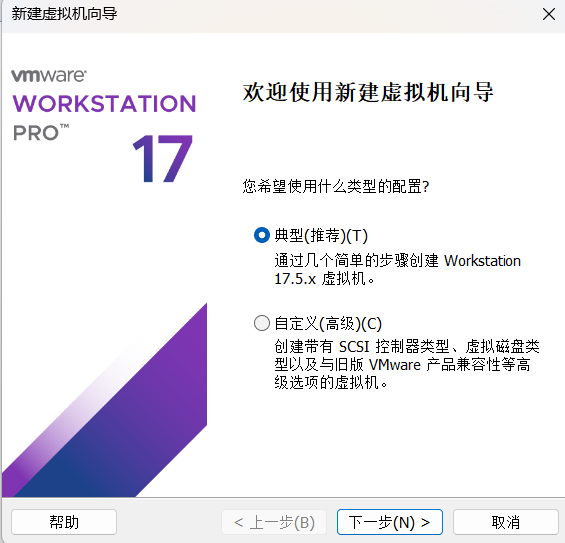 新建虚拟机向导
vmware®
WORKSTATION
PRO™
17
欢迎使用新建虚拟机向导
您希望使用什么类型的配置?
典型(推荐)(T)
通过几个简单的步骤创建 Workstation
17.5.x 虚拟机。
自定义(高级)(C)
创建带有 SCSI 控制器类型、虚拟磁盘类
型以及与旧版 VMware 产品兼容性等高
级选项的虚拟机。
帮助
< 上一步(B)
下一步(N) >
取消